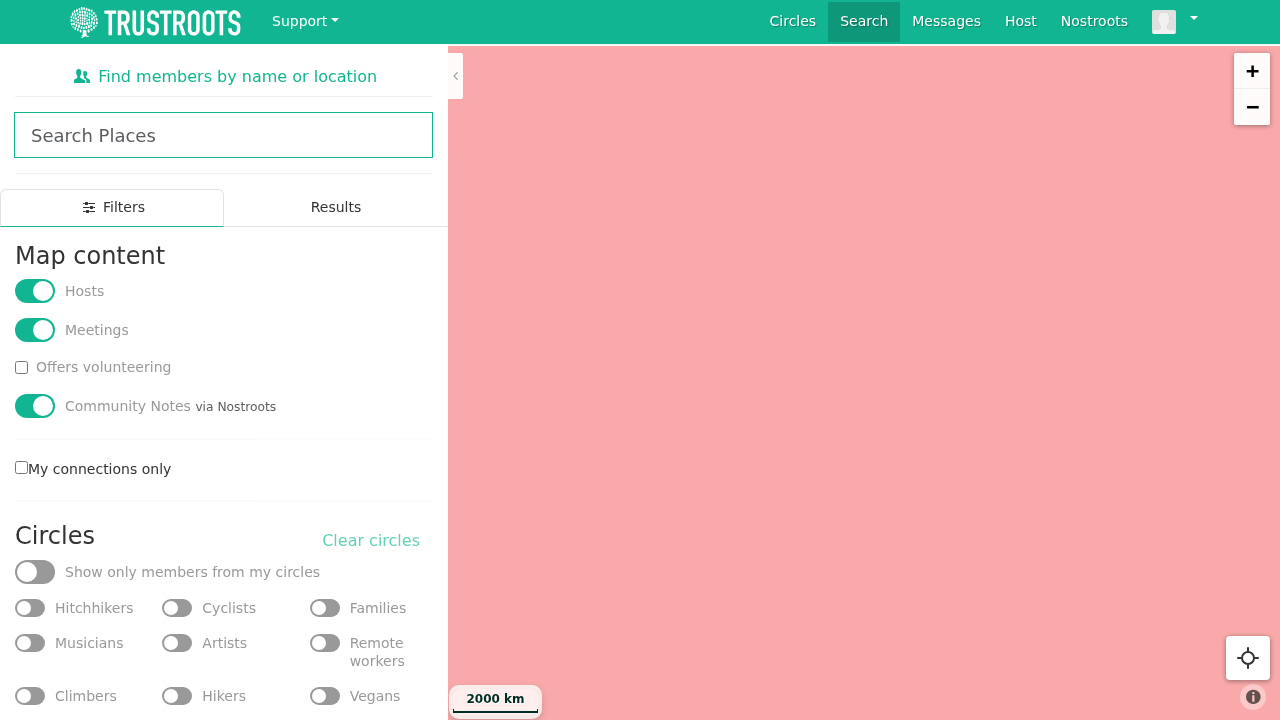 TRUSTROOTS
Support
Circles
Search
Messages
Host
Nostroots
Find members by name or location
Search Places
Filters
Results
Map content
Hosts
Meetings
Offers volunteering
Community Notes via Nostroots
My connections only
Circles
Clear circles
Show only members from my circles
Hitchhikers
Cyclists
Families
Musicians
Artists
Remote
workers
Climbers
Hikers
Vegans
+
−
2000 km